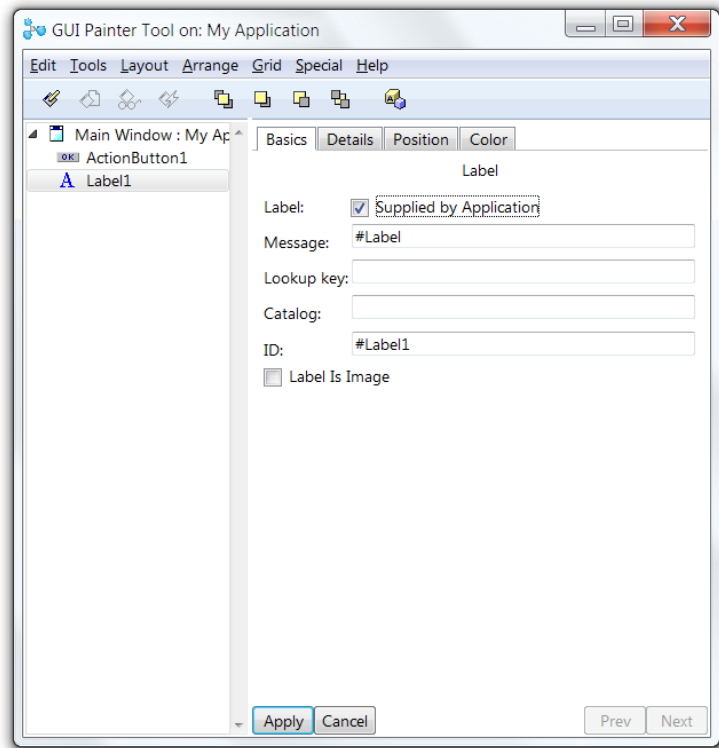 GUI Painter Tool on: My Application
Edit Tools Layout Arrange Grid Special Help
Main Window : My Ap
OK ActionButton1
A Label1
Basics Details Position Color
Label
Label: Supplied by Application
Message: #Label
Lookup key:
Catalog:
ID: #Label1
Label Is Image
Apply Cancel Prev Next